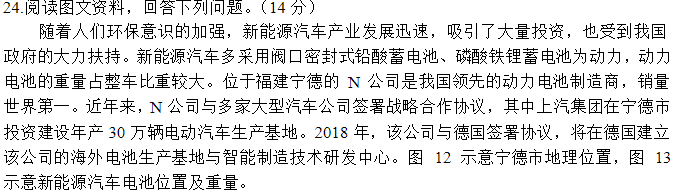 24.阅读图文资料，回答下列问题。（14 分）
随着人们环保意识的加强，新能源汽车产业发展迅速，吸引了大量投资，也受到我国
政府的大力扶持。新能源汽车多采用阀口密封式铅酸蓄电池、磷酸铁锂蓄电池为动力，动力
电池的重量占整车比重较大。位于福建宁德的 N 公司是我国领先的动力电池制造商，销量
世界第一。近年来，N 公司与多家大型汽车公司签署战略合作协议，其中上汽集团在宁德市
投资建设年产 30 万辆电动汽车生产基地。2018 年，该公司与德国签署协议，将在德国建立
该公司的海外电池生产基地与智能制造技术研发中心。图 12 示意宁德市地理位置，图 13
示意新能源汽车电池位置及重量。